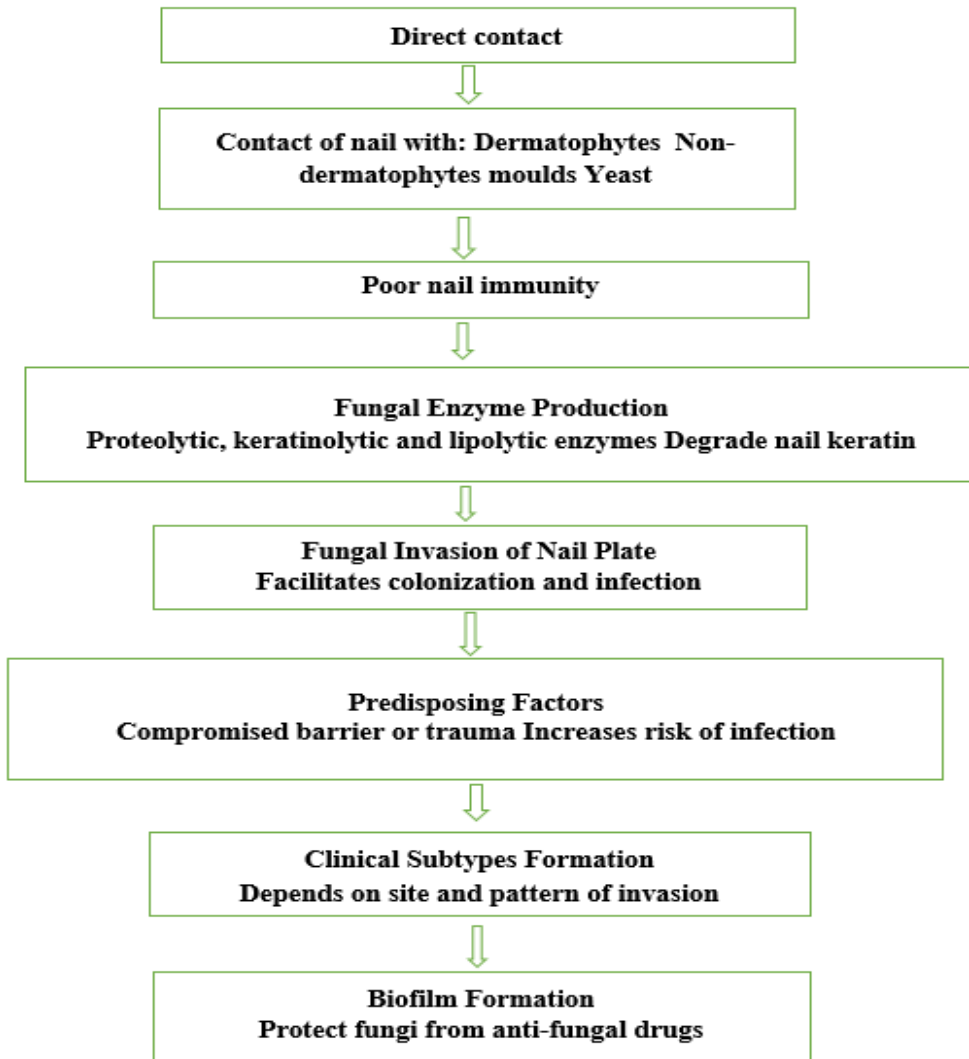 Direct contact
Contact of nail with: Dermatophytes Non-
dermatophytes moulds Yeast
Poor nail immunity
Fungal Enzyme Production
Proteolytic, keratinolytic and lipolytic enzymes Degrade nail keratin
Fungal Invasion of Nail Plate
Facilitates colonization and infection
Predisposing Factors
Compromised barrier or trauma Increases risk of infection
Clinical Subtypes Formation
Depends on site and pattern of invasion
Biofilm Formation
Protect fungi from anti-fungal drugs